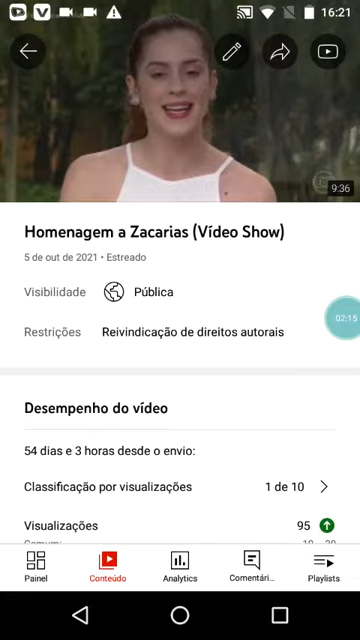 16:21
9:36
Homenagem a Zacarias (Vídeo Show)
5 de out de 2021 • Estreado
Visibilidade Pública
Restrições Reivindicação de direitos autorais
02:15
Desempenho do vídeo
54 dias e 3 horas desde o envio:
Classificação por visualizações 1 de 10
Visualizações 95
Painel Conteúdo Analytics Comentári... Playlists